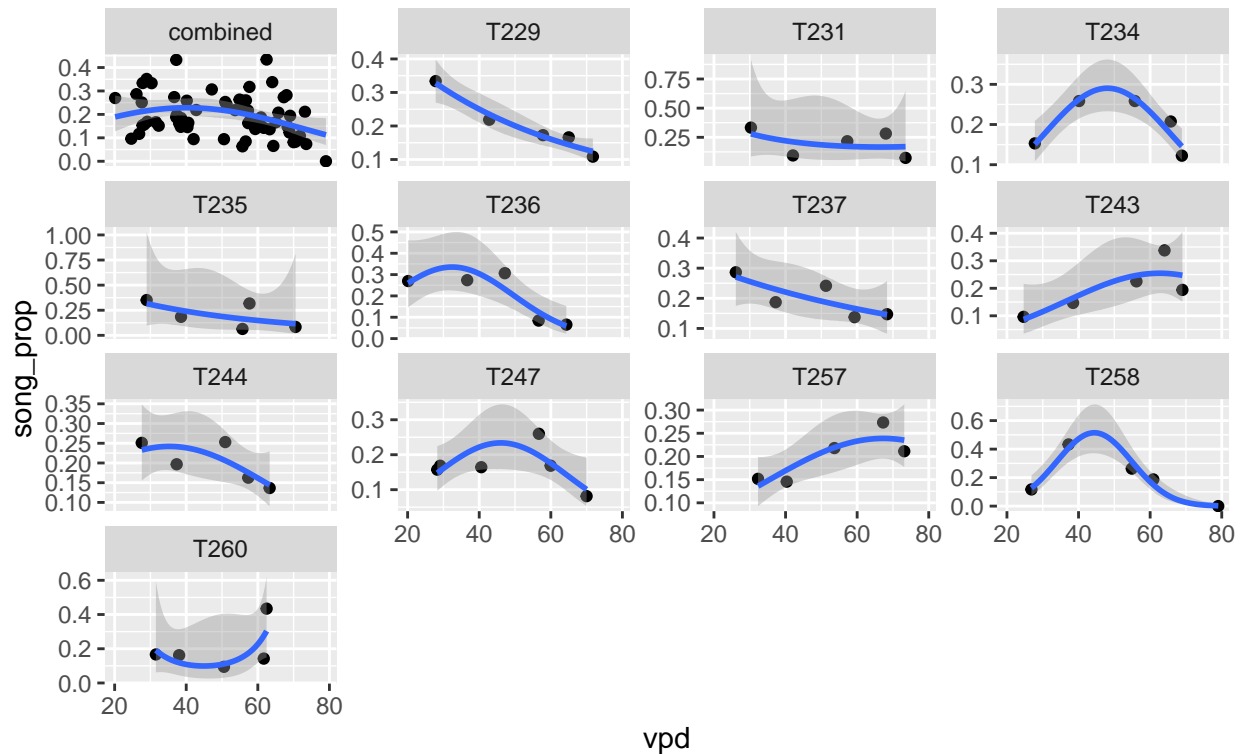 combined T229 T231 T234
0.4 0.3 0.2 0.1 0.0
0.4 0.3 0.2 0.1
0.75 0.50 0.25
0.3 0.2 0.1
T235 T236 T237 T243
1.00 0.75 0.50 0.25 0.00
0.5 0.4 0.3 0.2 0.1 0.0
0.4 0.3 0.2 0.1
0.4 0.3 0.2 0.1
T244 T247 T257 T258
0.35 0.30 0.25 0.20 0.15 0.10
0.3 0.2 0.1
0.30 0.25 0.20 0.15 0.10
0.6 0.4 0.2 0.0
20 40 60 80
20 40 60 80
20 40 60 80
T260
0.6 0.4 0.2 0.0
20 40 60 80
song_prop
vpd